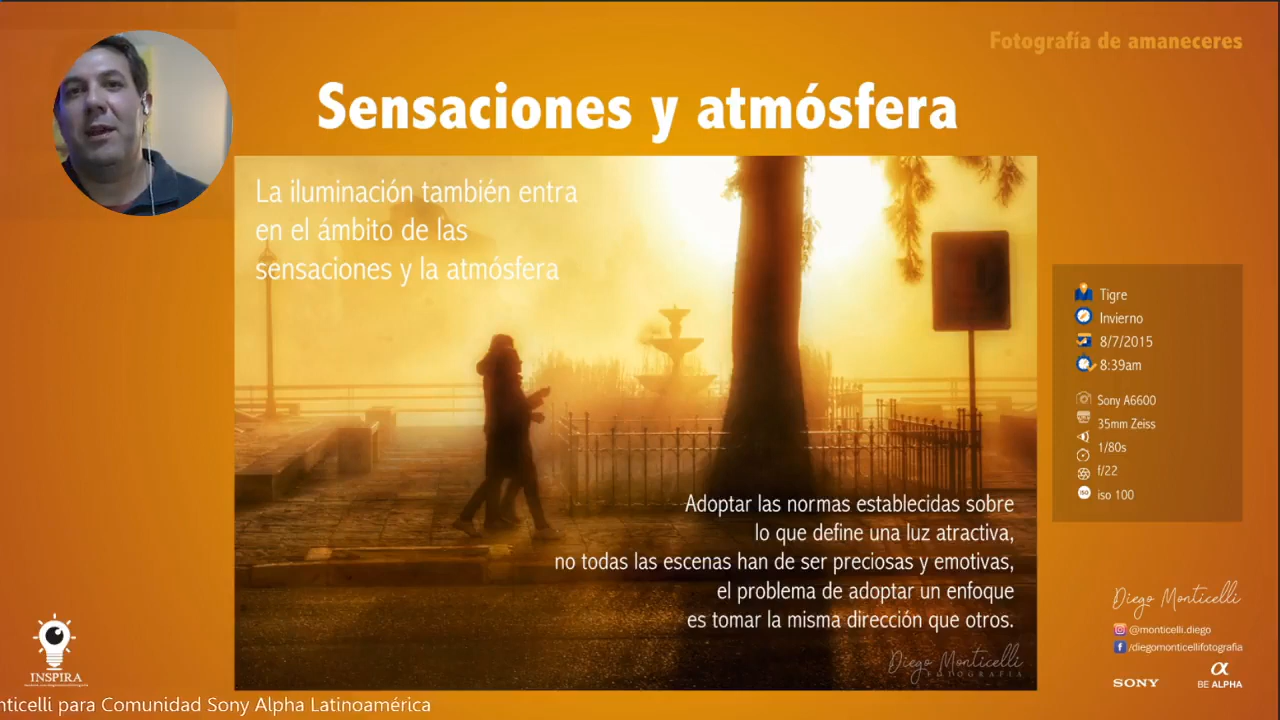 Fotografía de amaneceres
Sensaciones y atmósfera
La iluminación también entra
en el ámbito de las
sensaciones y la atmósfera
Tigre
Invierno
8/7/2015
8:39am
Sony A6600
35mm Zeiss
1/80s
f/22
iso 100
Adoptar las normas establecidas sobre
lo que define una luz atractiva,
no todas las escenas han de ser preciosas y emotivas,
el problema de adoptar un enfoque
es tomar la misma dirección que otros.
Diego Monticelli
FOTOGRAFÍA
Diego Monticelli
@monticelli.diego
/diegomonticellifotografia
SONY
α
BE ALPHA
INSPIRA
nticelli para Comunidad Sony Alpha Latinoamérica